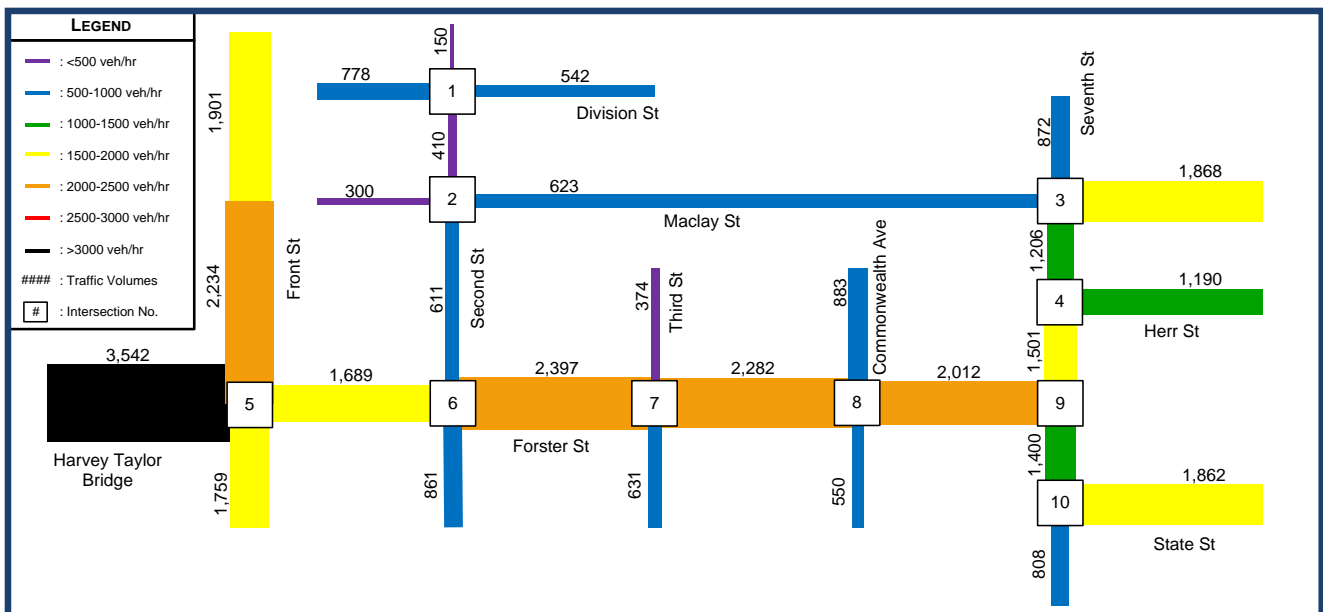 LEGEND
: <500 veh/hr
: 500-1000 veh/hr
: 1000-1500 veh/hr
: 1500-2000 veh/hr
: 2000-2500 veh/hr
: 2500-3000 veh/hr
: >3000 veh/hr
#### : Traffic Volumes
# : Intersection No.
1,901
2,234
Front St
3,542
5
1,759
Harvey Taylor
Bridge
1,689
150
778
1
542
Division St
410
300
2
623
Maclay St
611
Second St
6
861
2,397
Forster St
374
Third St
7
631
2,282
883
Commonwealth Ave
8
550
2,012
Seventh St
872
3
1,868
1,206
4
1,190
Herr St
1,501
9
1,400
10
1,862
State St
808